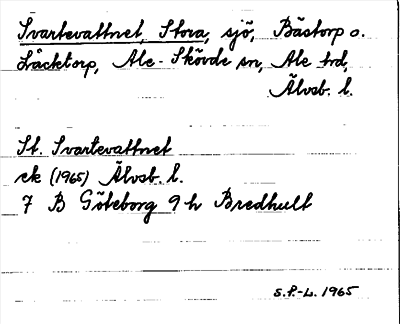 Svartevattnet, Stora, sjö, Båstorp o.
Låcktorp, Ale-Skövde sn, Ale hd,
Älvsb. l.
St. Svartevattnet
ek (1965) Älvsb. l.
7 B Göteborg 9 h Bredhult
S.P.-L. 1965